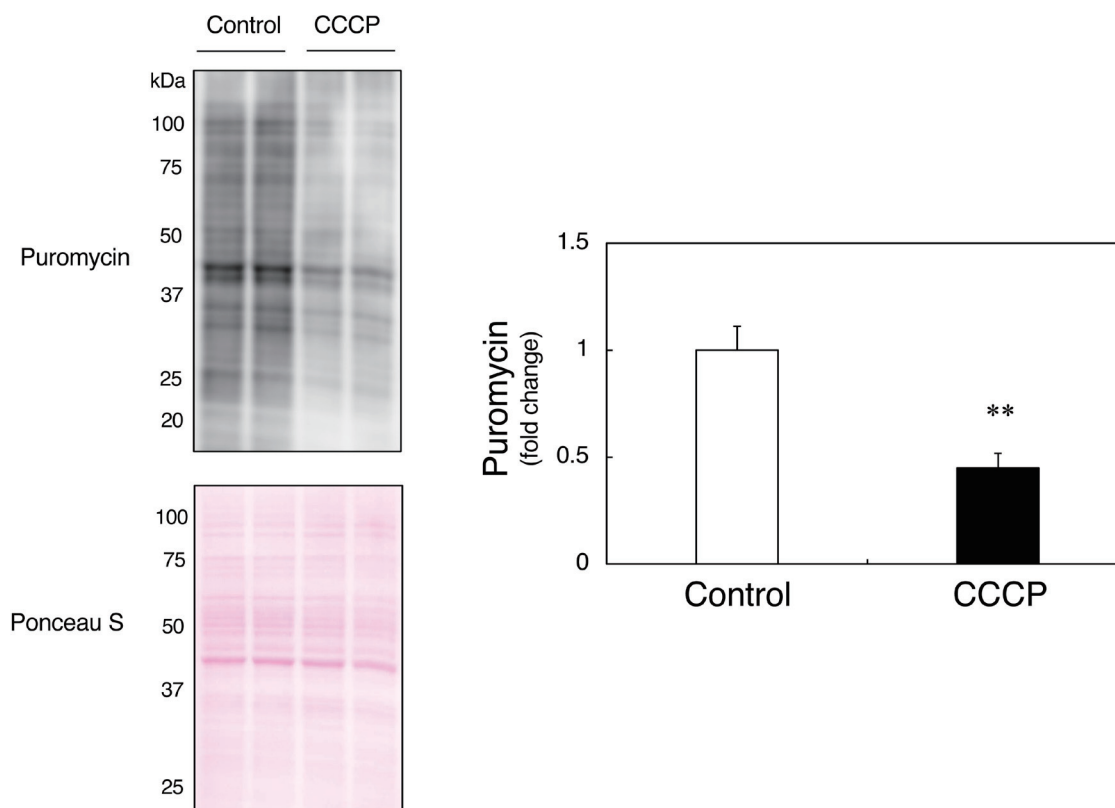 Control CCCP
kDa
100
75
50
Puromycin
37
25
20
100
75
Ponceau S
50
37
25
1.5
1
0.5
0
Puromycin
(fold change)
**
Control CCCP